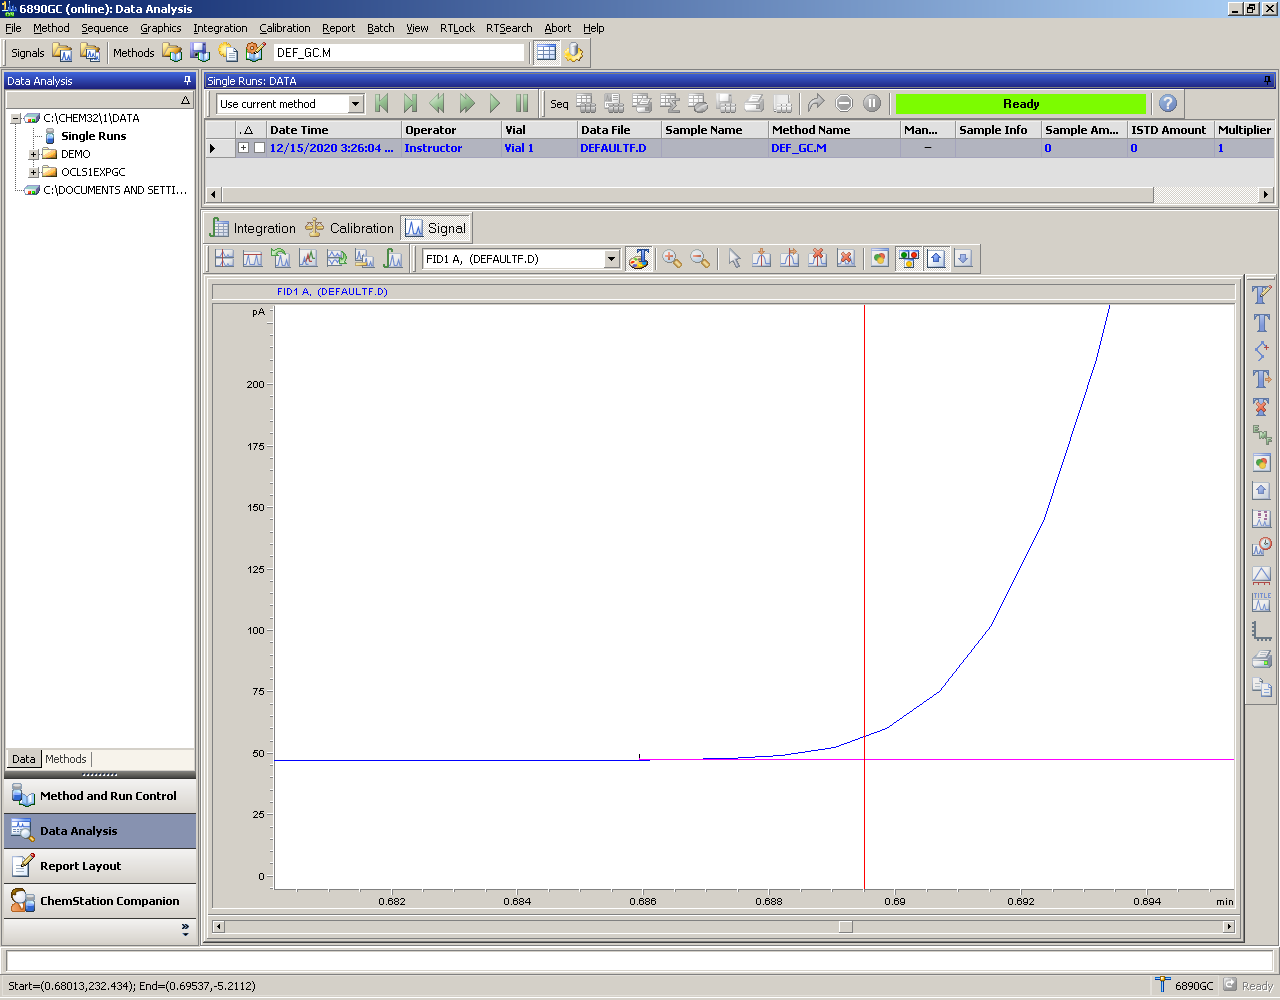 6890GC (online): Data Analysis
File Method Sequence Graphics Integration Calibration Report Batch View RTLock RTSearch Abort Help
Signals Methods DEF_GC.M
Data Analysis
Single Runs: DATA
Use current method Seq Ready
C:\CHEM32\1\DATA
Single Runs
DEMO
OCLS1EXPGC
C:\DOCUMENTS AND SETTI...
. Date Time Operator Vial Data File Sample Name Method Name Man... Sample Info Sample Am... ISTD Amount Multiplier
12/15/2020 3:26:04 ... Instructor Vial 1 DEFAULTF.D DEF_GC.M – 0 0 1
Integration Calibration Signal
FID1 A, (DEFAULTF.D)
FID1 A, (DEFAULTF.D)
pA
200
175
150
125
100
75
50
25
0
0.682 0.684 0.686 0.688 0.69 0.692 0.694 min
TITLE
Data Methods
Method and Run Control
Data Analysis
Report Layout
ChemStation Companion
Start=(0.68013,232.434); End=(0.69537,-5.2112)
6890GC Ready